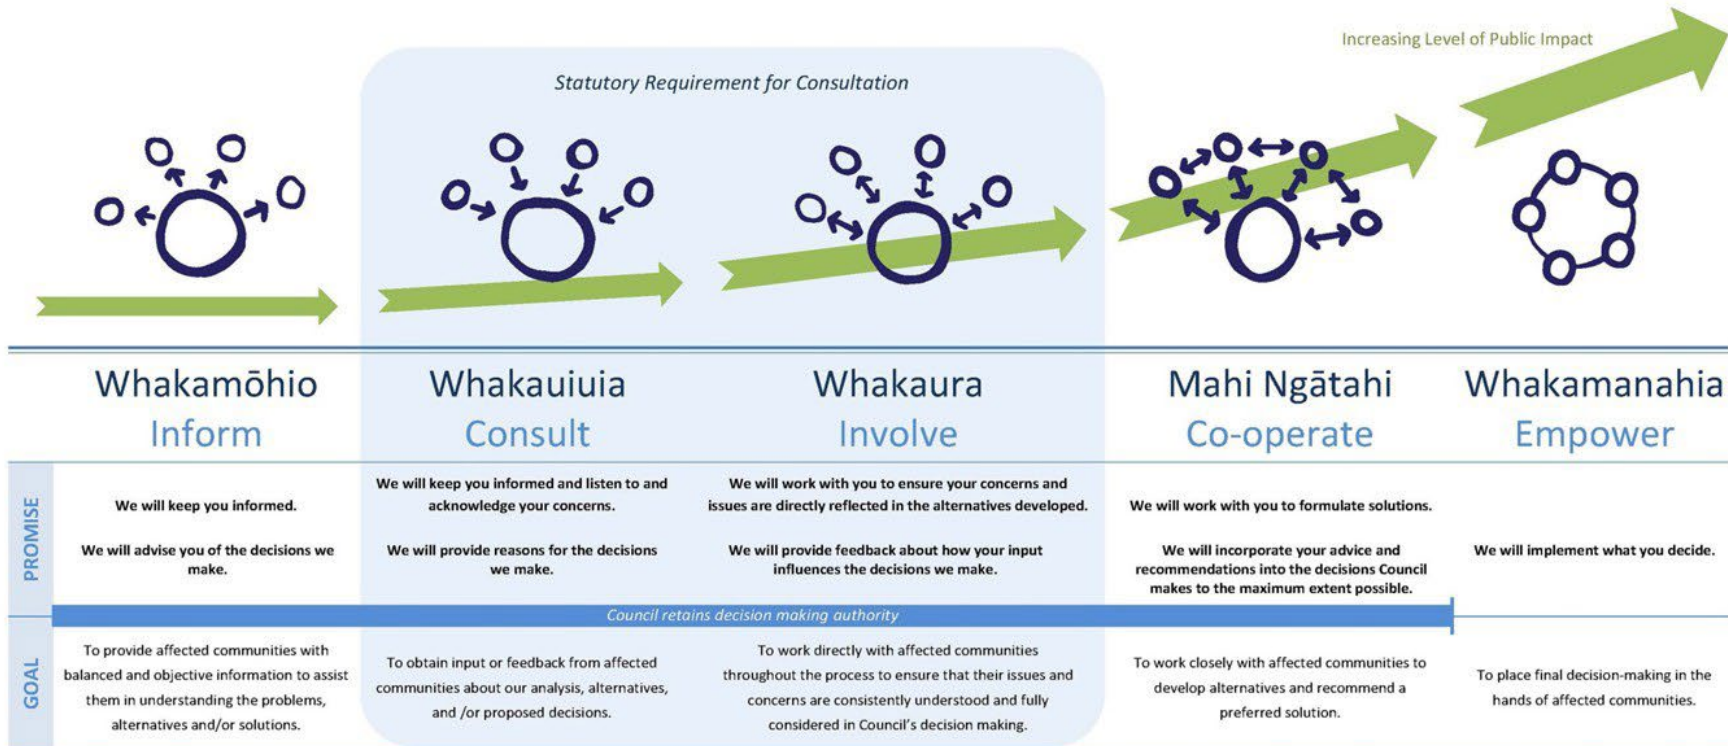 Increasing Level of Public Impact
Statutory Requirement for Consultation
Whakamōhio
Inform
Whakauiuia
Consult
Whakaura
Involve
Mahi Ngātahi
Co-operate
Whakamanahia
Empower
PROMISE
We will keep you informed.
We will advise you of the decisions we
make.
We will keep you informed and listen to and
acknowledge your concerns.
We will provide reasons for the decisions
we make.
We will work with you to ensure your concerns and
issues are directly reflected in the alternatives developed.
We will provide feedback about how your input
influences the decisions we make.
We will work with you to formulate solutions.
We will incorporate your advice and
recommendations into the decisions Council
makes to the maximum extent possible.
We will implement what you decide.
Council retains decision making authority
GOAL
To provide affected communities with
balanced and objective information to assist
them in understanding the problems,
alternatives and/or solutions.
To obtain input or feedback from affected
communities about our analysis, alternatives,
and /or proposed decisions.
To work directly with affected communities
throughout the process to ensure that their issues and
concerns are consistently understood and fully
considered in Council's decision making.
To work closely with affected communities to
develop alternatives and recommend a
preferred solution.
To place final decision-making in the
hands of affected communities.